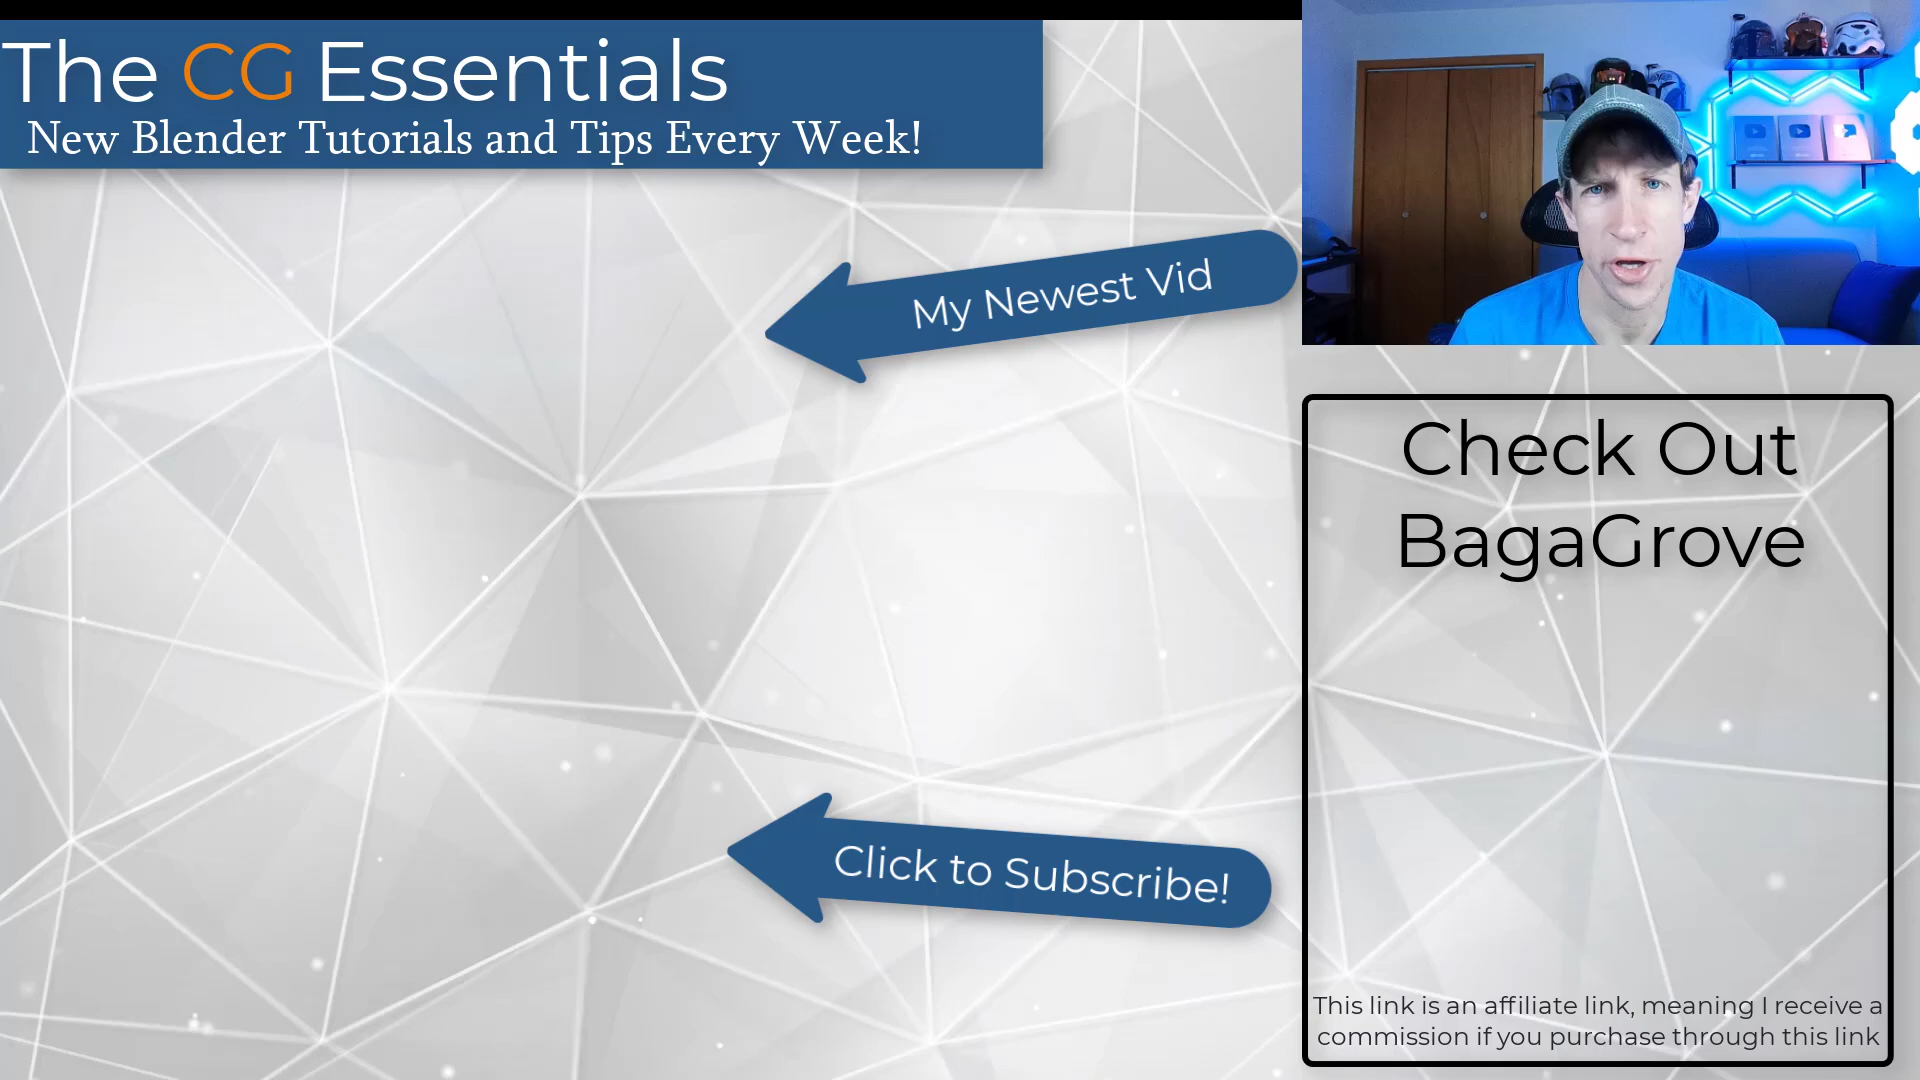 The CG Essentials
New Blender Tutorials and Tips Every Week!
My Newest Vid
Check Out
BagaGrove
Click to Subscribe!
This link is an affiliate link, meaning I receive a
commission if you purchase through this link